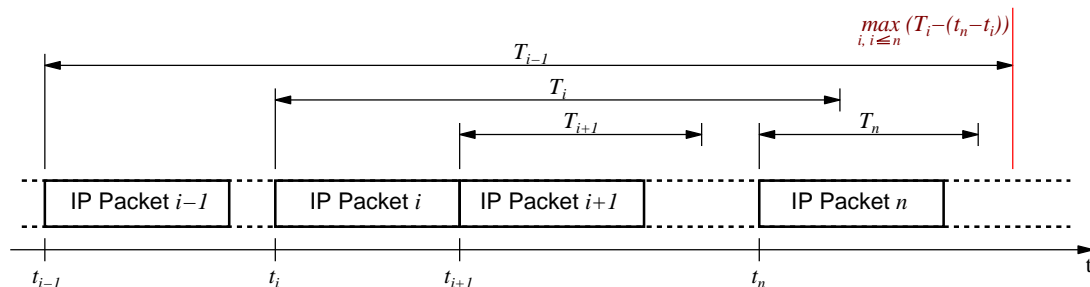 max (T_i–(t_n–t_i))
i, i≤n
T_{i–1}
T_i
T_{i+1} T_n
IP Packet i–1 IP Packet i IP Packet i+1 IP Packet n
t_{i–1} t_i t_{i+1} t_n t